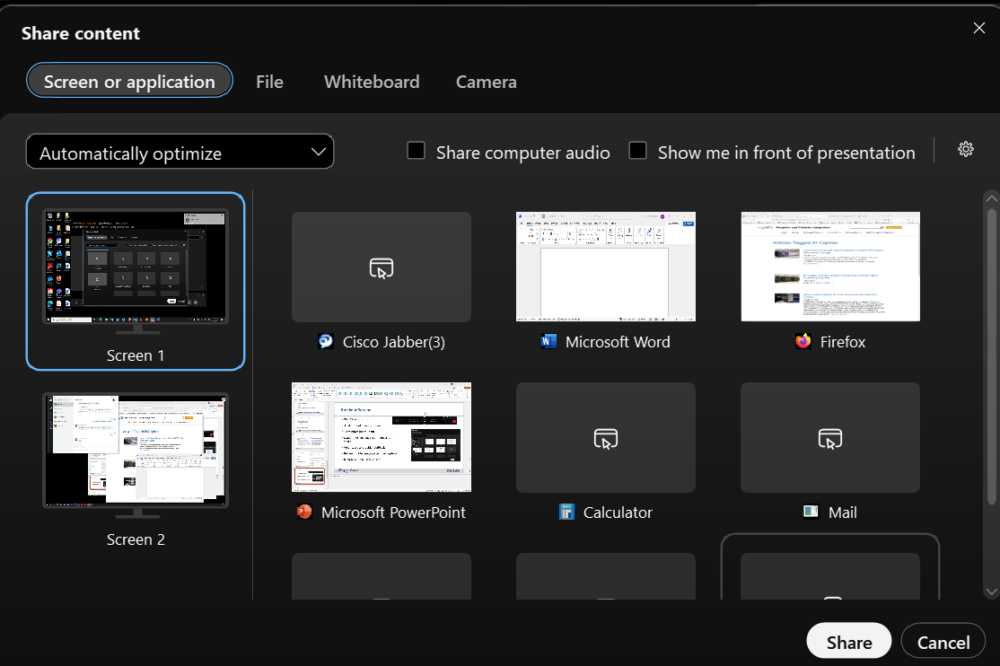 Share content
Screen or application
File
Whiteboard
Camera
Automatically optimize
Share computer audio
Show me in front of presentation
Screen 1
Cisco Jabber(3)
Microsoft Word
Firefox
Articles Tagged El Capitan
Screen 2
Breakout Session
Microsoft PowerPoint
Calculator
Mail
Share
Cancel